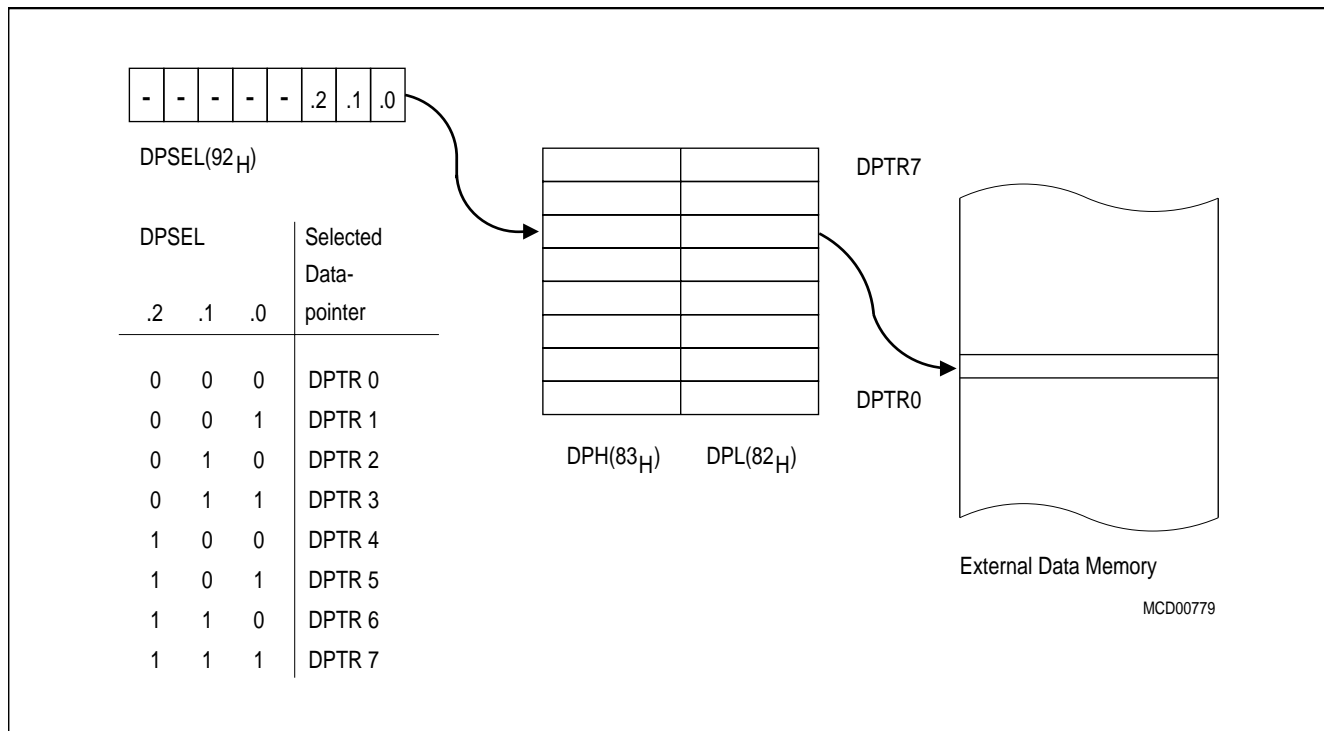 - - - - - .2 .1 .0
DPSEL(92H)
DPSEL Selected
Data-
.2 .1 .0 pointer
0 0 0 DPTR 0
0 0 1 DPTR 1
0 1 0 DPTR 2
0 1 1 DPTR 3
1 0 0 DPTR 4
1 0 1 DPTR 5
1 1 0 DPTR 6
1 1 1 DPTR 7
DPTR7
DPTR0
DPH(83H) DPL(82H)
External Data Memory
MCD00779